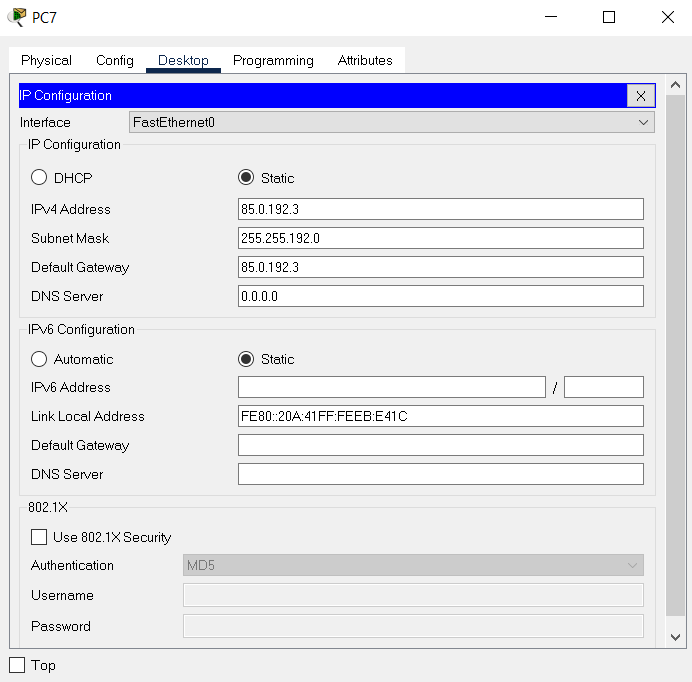 PC7
Physical Config Desktop Programming Attributes
IP Configuration X
Interface FastEthernet0
IP Configuration
DHCP Static
IPv4 Address 85.0.192.3
Subnet Mask 255.255.192.0
Default Gateway 85.0.192.3
DNS Server 0.0.0.0
IPv6 Configuration
Automatic Static
IPv6 Address /
Link Local Address FE80::20A:41FF:FEEB:E41C
Default Gateway
DNS Server
802.1X
Use 802.1X Security
Authentication MD5
Username
Password
Top